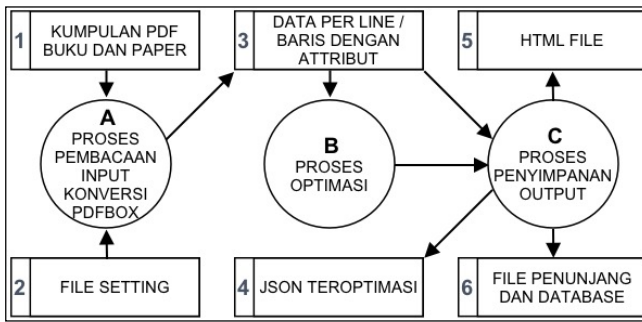 1
KUMPULAN PDF
BUKU DAN PAPER
3
DATA PER LINE /
BARIS DENGAN
ATTRIBUT
5
HTML FILE
A
PROSES
PEMBACAAN
INPUT
KONVERSI
PDFBOX
B
PROSES
OPTIMASI
C
PROSES
PENYIMPANAN
OUTPUT
2
FILE SETTING
4
JSON TEROPTIMASI
6
FILE PENUNJANG
DAN DATABASE